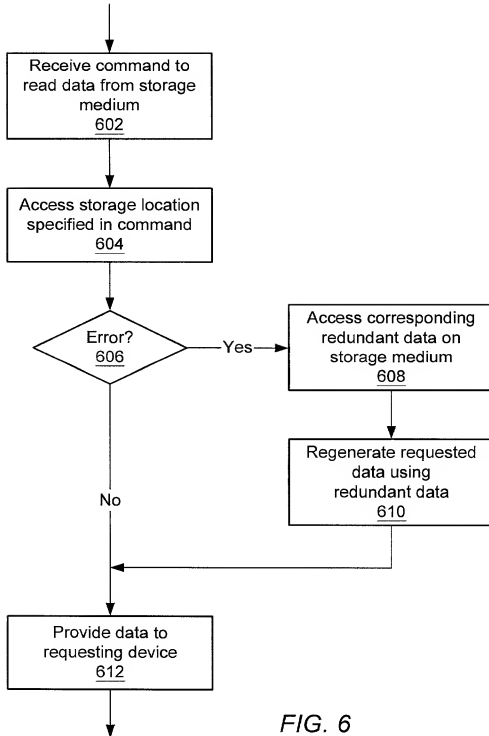 Receive command to
read data from storage
medium
602
Access storage location
specified in command
604
Error?
606
Yes
Access corresponding
redundant data on
storage medium
608
Regenerate requested
data using
redundant data
610
No
Provide data to
requesting device
612
FIG. 6